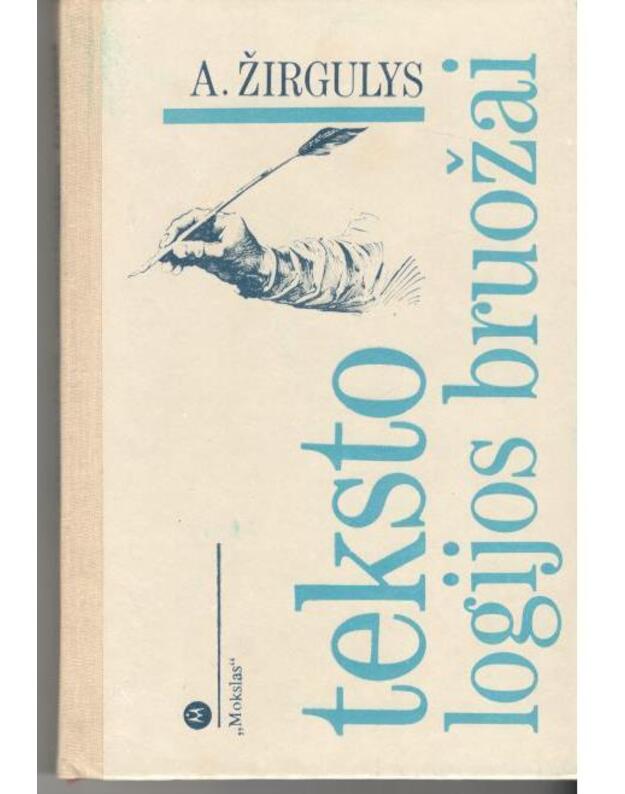 A. ŽIRGULYS
teksto
logijos bruožai
„Mokslas“